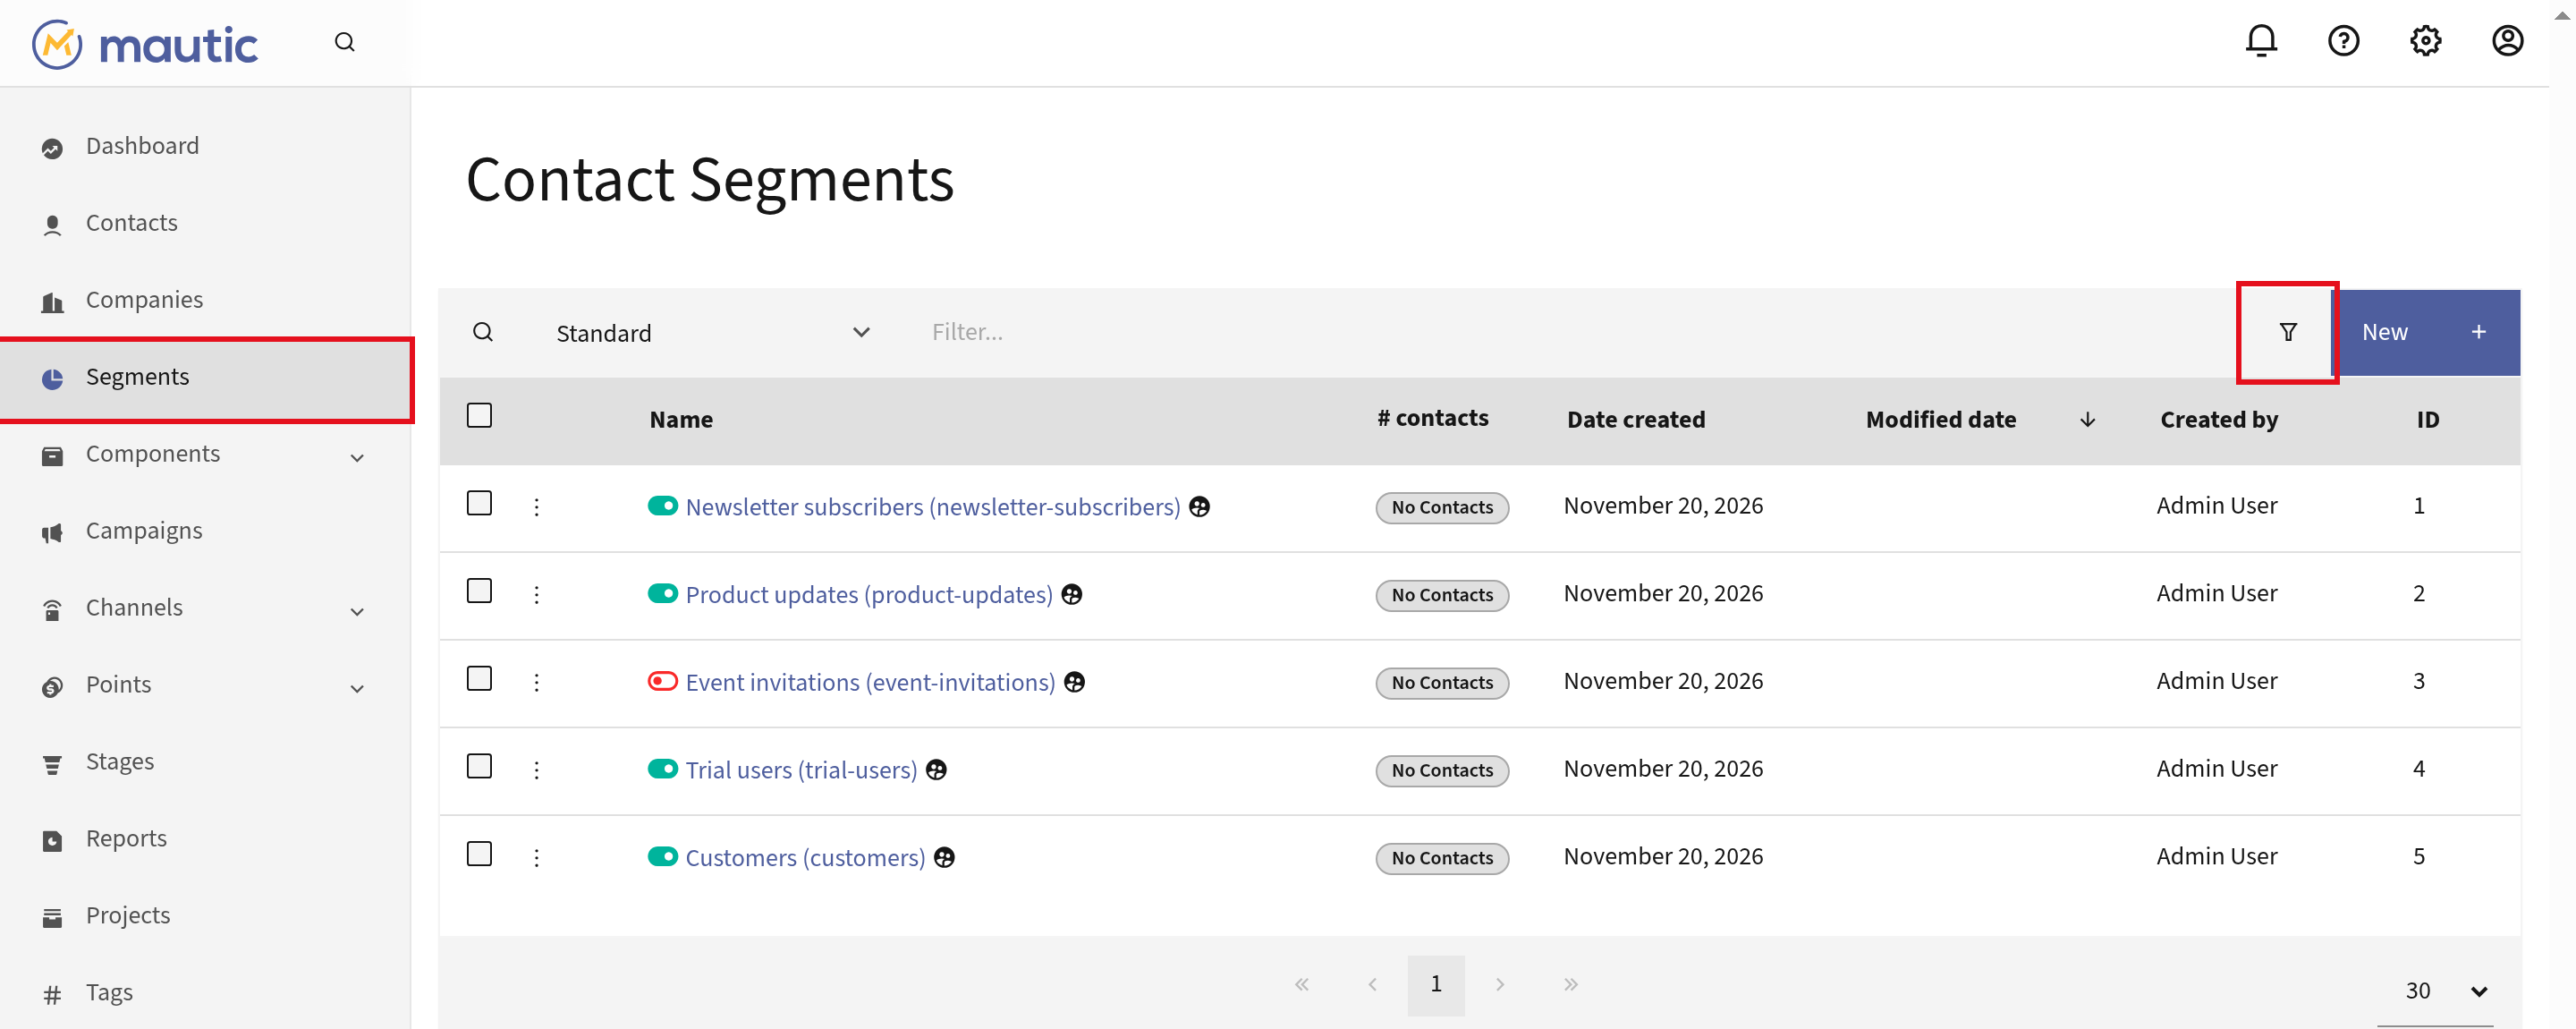 mautic
Dashboard
Contacts
Companies
Segments
Components
Campaigns
Channels
Points
Stages
Reports
Projects
Tags
Contact Segments
Standard Filter... New +
Name # contacts Date created Modified date Created by ID
Newsletter subscribers (newsletter-subscribers) No Contacts November 20, 2026 Admin User 1
Product updates (product-updates) No Contacts November 20, 2026 Admin User 2
Event invitations (event-invitations) No Contacts November 20, 2026 Admin User 3
Trial users (trial-users) No Contacts November 20, 2026 Admin User 4
Customers (customers) No Contacts November 20, 2026 Admin User 5
« ‹ 1 › »
30